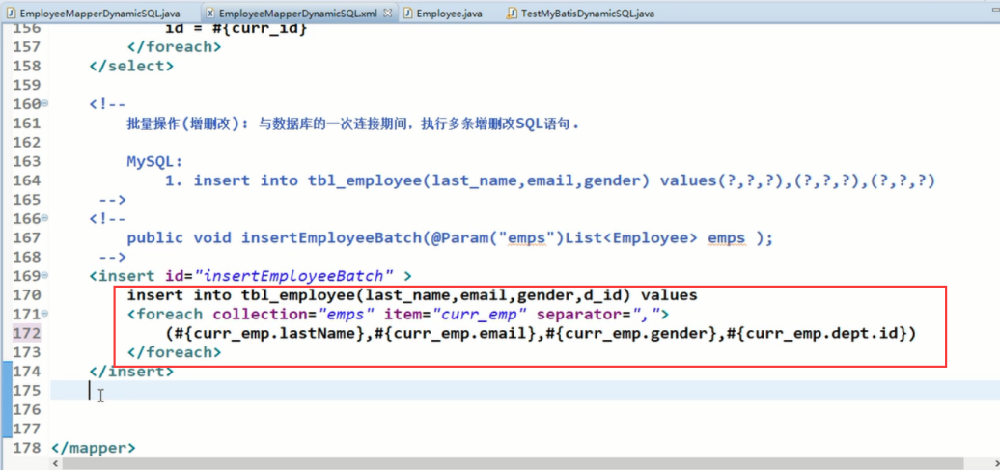 EmployeeMapperDynamicSQL.java EmployeeMapperDynamicSQL.xml Employee.java TestMyBatisDynamicSQL.java
156 id = #{curr_id}
157 </foreach>
158 </select>
159
160 <!--
161 批量操作(增删改): 与数据库的一次连接期间，执行多条增删改SQL语句.
162
163 MySQL:
164 1. insert into tbl_employee(last_name,email,gender) values(?,?,?),(?,?,?),(?,?,?)
165 -->
166 <!--
167 public void insertEmployeeBatch(@Param("emps")List<Employee> emps );
168 -->
169 <insert id="insertEmployeeBatch" >
170 insert into tbl_employee(last_name,email,gender,d_id) values
171 <foreach collection="emps" item="curr_emp" separator=",">
172 (#{curr_emp.lastName},#{curr_emp.email},#{curr_emp.gender},#{curr_emp.dept.id})
173 </foreach>
174 </insert>
175
176
177
178 </mapper>